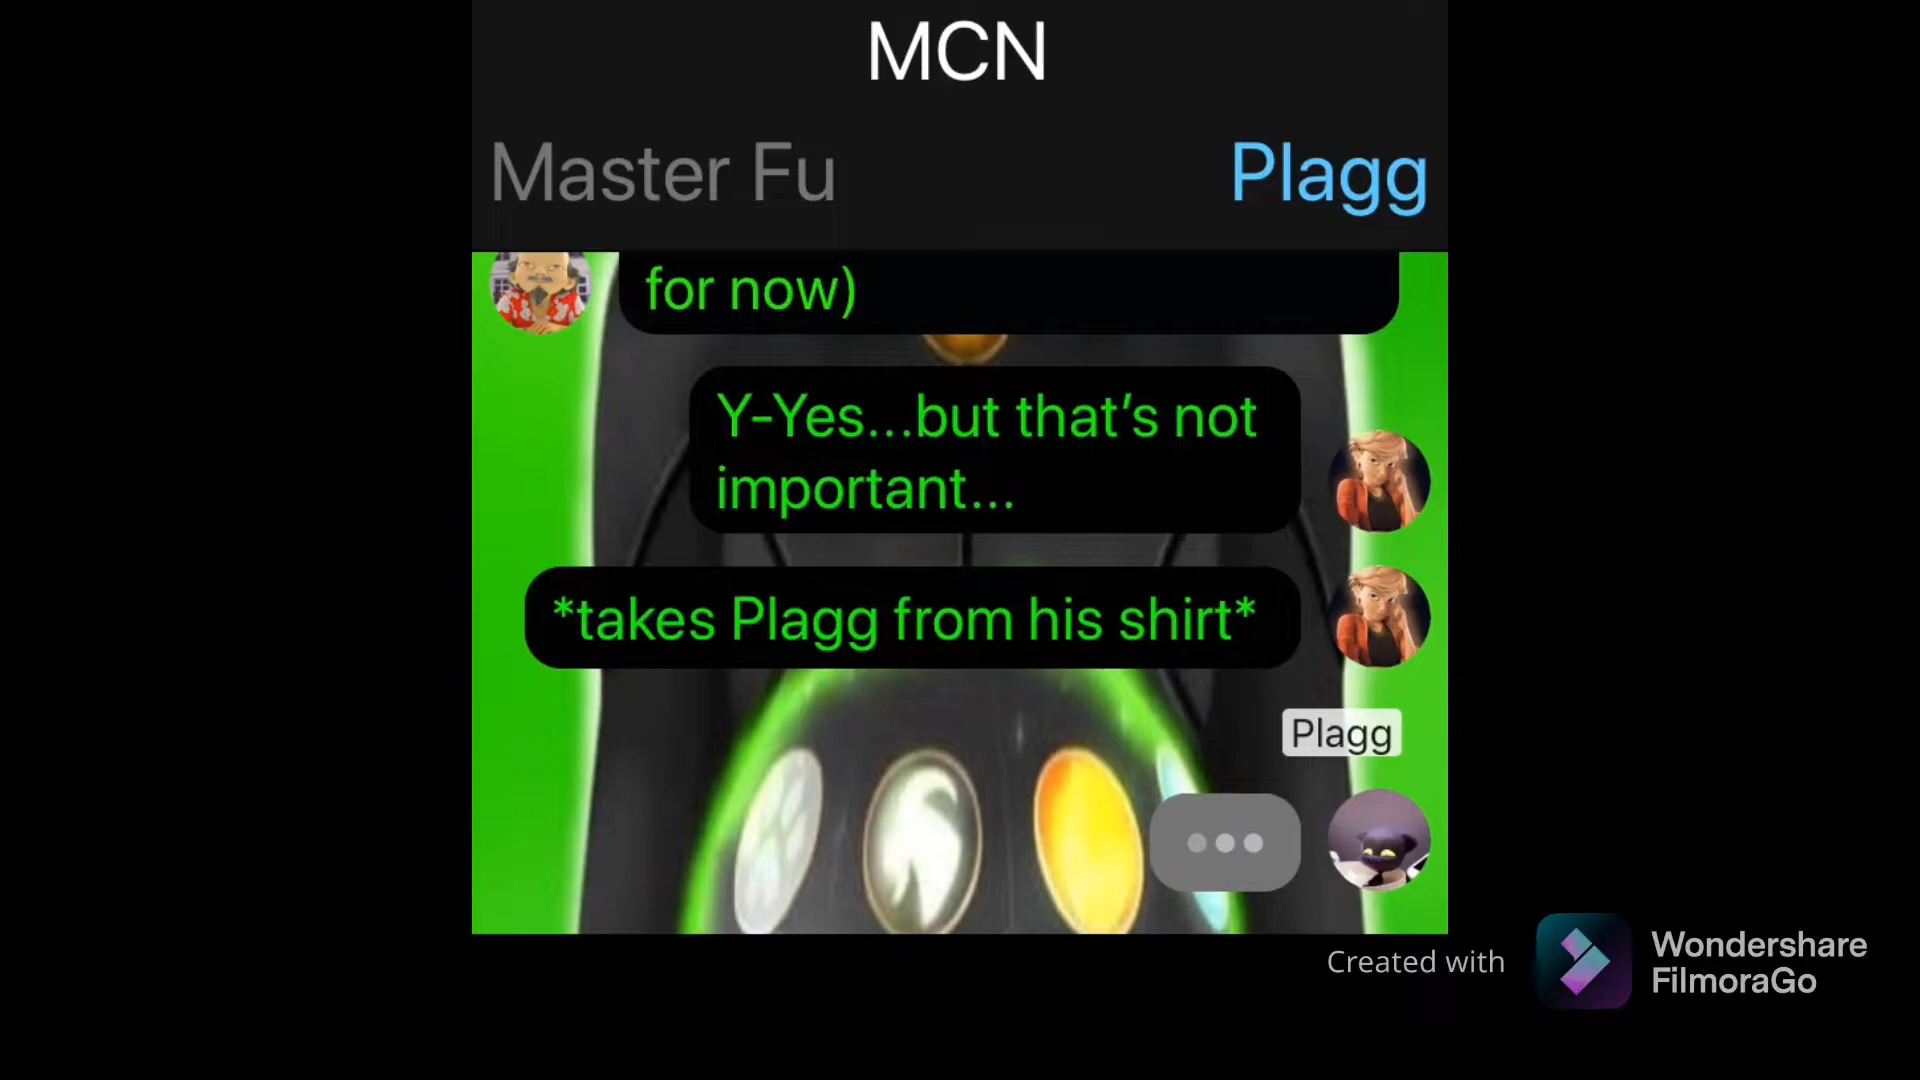 MCN
Master Fu
Plagg
for now)
Y-Yes...but that's not
important...
*takes Plagg from his shirt*
Plagg
Created with
Wondershare
FilmoraGo